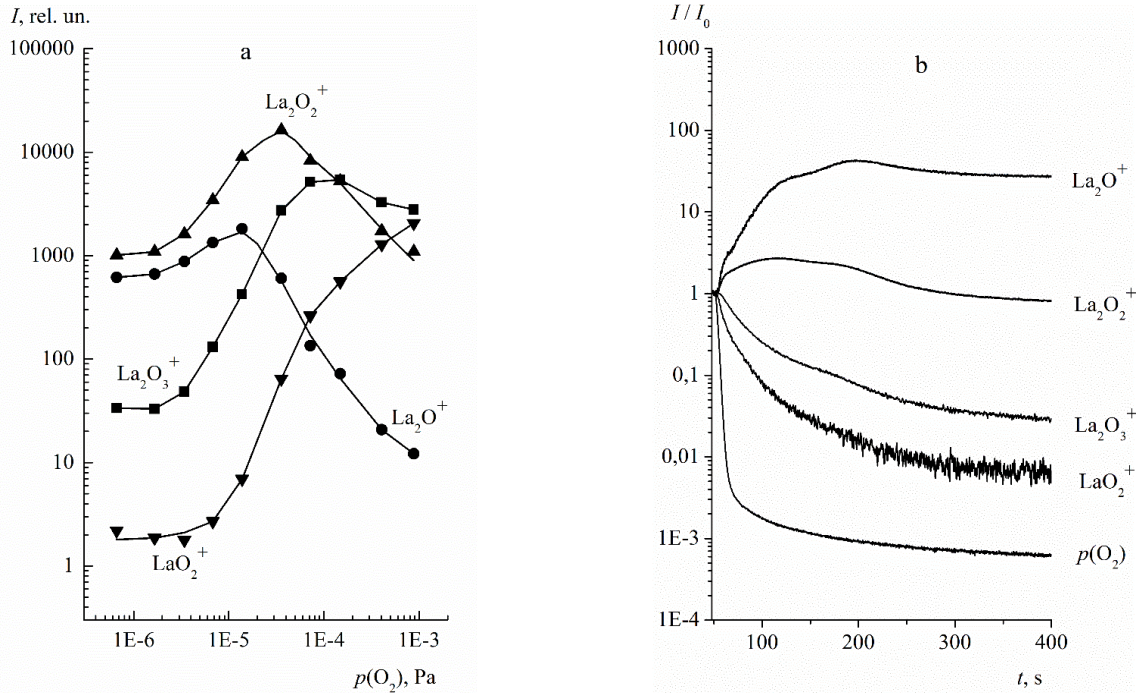 I, rel. un.
a
100000
10000
1000
100
10
1
La₂O₂⁺
La₂O₃⁺
La₂O⁺
LaO₂⁺
1E-6 1E-5 1E-4 1E-3
p(O₂), Pa
I / I₀
b
1000
100
10
1
0,1
0,01
1E-3
1E-4
La₂O⁺
La₂O₂⁺
La₂O₃⁺
LaO₂⁺
p(O₂)
100 200 300 400
t, s